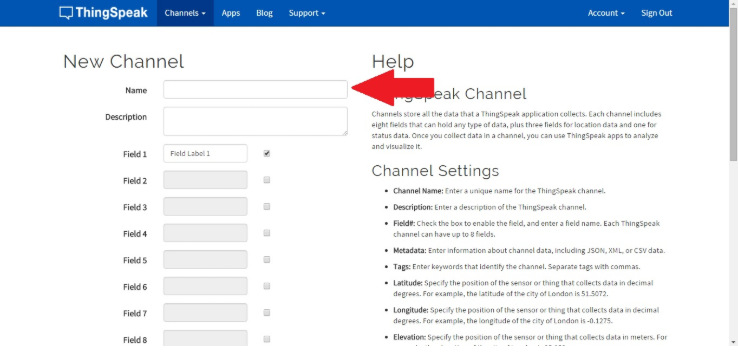 ThingSpeak Channels Apps Blog Support Account Sign Out
New Channel
Name
Description
Field 1 Field Label 1
Field 2
Field 3
Field 4
Field 5
Field 6
Field 7
Field 8
Help
Speak Channel
Channels store all the data that a ThingSpeak application collects. Each channel includes
eight fields that can hold any type of data, plus three fields for location data and one for
status data. Once you collect data in a channel, you can use ThingSpeak apps to analyze
and visualize it.
Channel Settings
• Channel Name: Enter a unique name for the ThingSpeak channel.
• Description: Enter a description of the ThingSpeak channel.
• Field#: Check the box to enable the field, and enter a field name. Each ThingSpeak
channel can have up to 8 fields.
• Metadata: Enter information about channel data, including JSON, XML, or CSV data.
• Tags: Enter keywords that identify the channel. Separate tags with commas.
• Latitude: Specify the position of the sensor or thing that collects data in decimal
degrees. For example, the latitude of the city of London is 51.5072.
• Longitude: Specify the position of the sensor or thing that collects data in decimal
degrees. For example, the longitude of the city of London is -0.1275.
• Elevation: Specify the position of the sensor or thing that collects data in meters. For